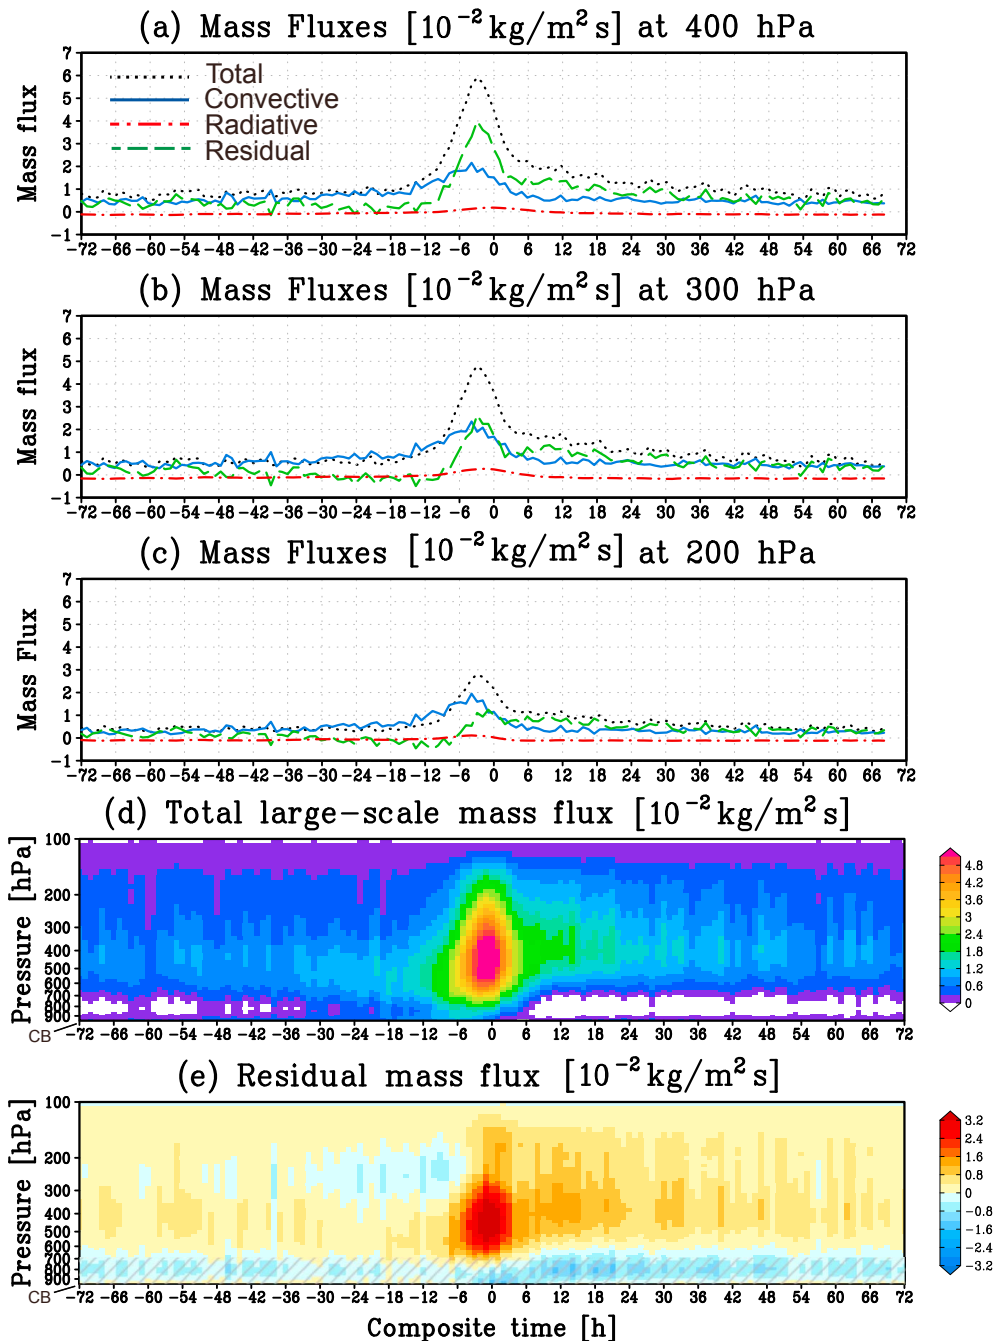 (a) Mass Fluxes [10⁻² kg/m² s] at 400 hPa
Mass flux
7
6
5
4
3
2
1
0
−1
Total
Convective
Radiative
Residual
−72 −66 −60 −54 −48 −42 −36 −30 −24 −18 −12 −6 0 6 12 18 24 30 36 42 48 54 60 66 72
(b) Mass Fluxes [10⁻² kg/m² s] at 300 hPa
Mass flux
7
6
5
4
3
2
1
0
−1
−72 −66 −60 −54 −48 −42 −36 −30 −24 −18 −12 −6 0 6 12 18 24 30 36 42 48 54 60 66 72
(c) Mass Fluxes [10⁻² kg/m² s] at 200 hPa
Mass Flux
7
6
5
4
3
2
1
0
−1
−72 −66 −60 −54 −48 −42 −36 −30 −24 −18 −12 −6 0 6 12 18 24 30 36 42 48 54 60 66 72
(d) Total large−scale mass flux [10⁻² kg/m² s]
Pressure [hPa]
100
200
300
400
500
600
700
800
900
CB
−72 −66 −60 −54 −48 −42 −36 −30 −24 −18 −12 −6 0 6 12 18 24 30 36 42 48 54 60 66 72
4.8
4.2
3.6
3
2.4
1.8
1.2
0.6
0
(e) Residual mass flux [10⁻² kg/m² s]
Pressure [hPa]
100
200
300
400
500
600
700
800
900
CB
−72 −66 −60 −54 −48 −42 −36 −30 −24 −18 −12 −6 0 6 12 18 24 30 36 42 48 54 60 66 72
3.2
2.4
1.6
0.8
0
−0.8
−1.6
−2.4
−3.2
Composite time [h]